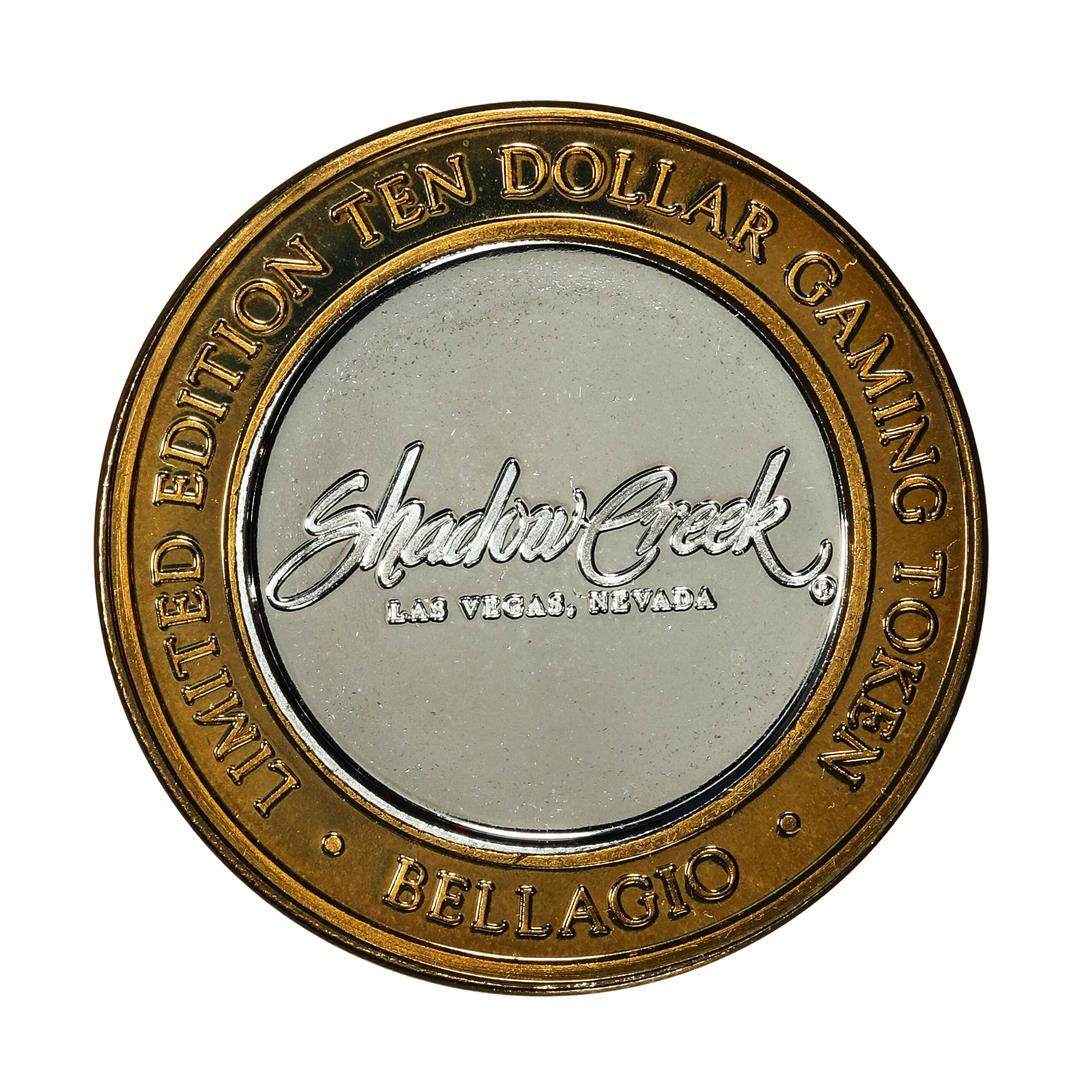 LIMITED EDITION TEN DOLLAR GAMING TOKEN
Shadow Creek®
LAS VEGAS, NEVADA
• BELLAGIO •